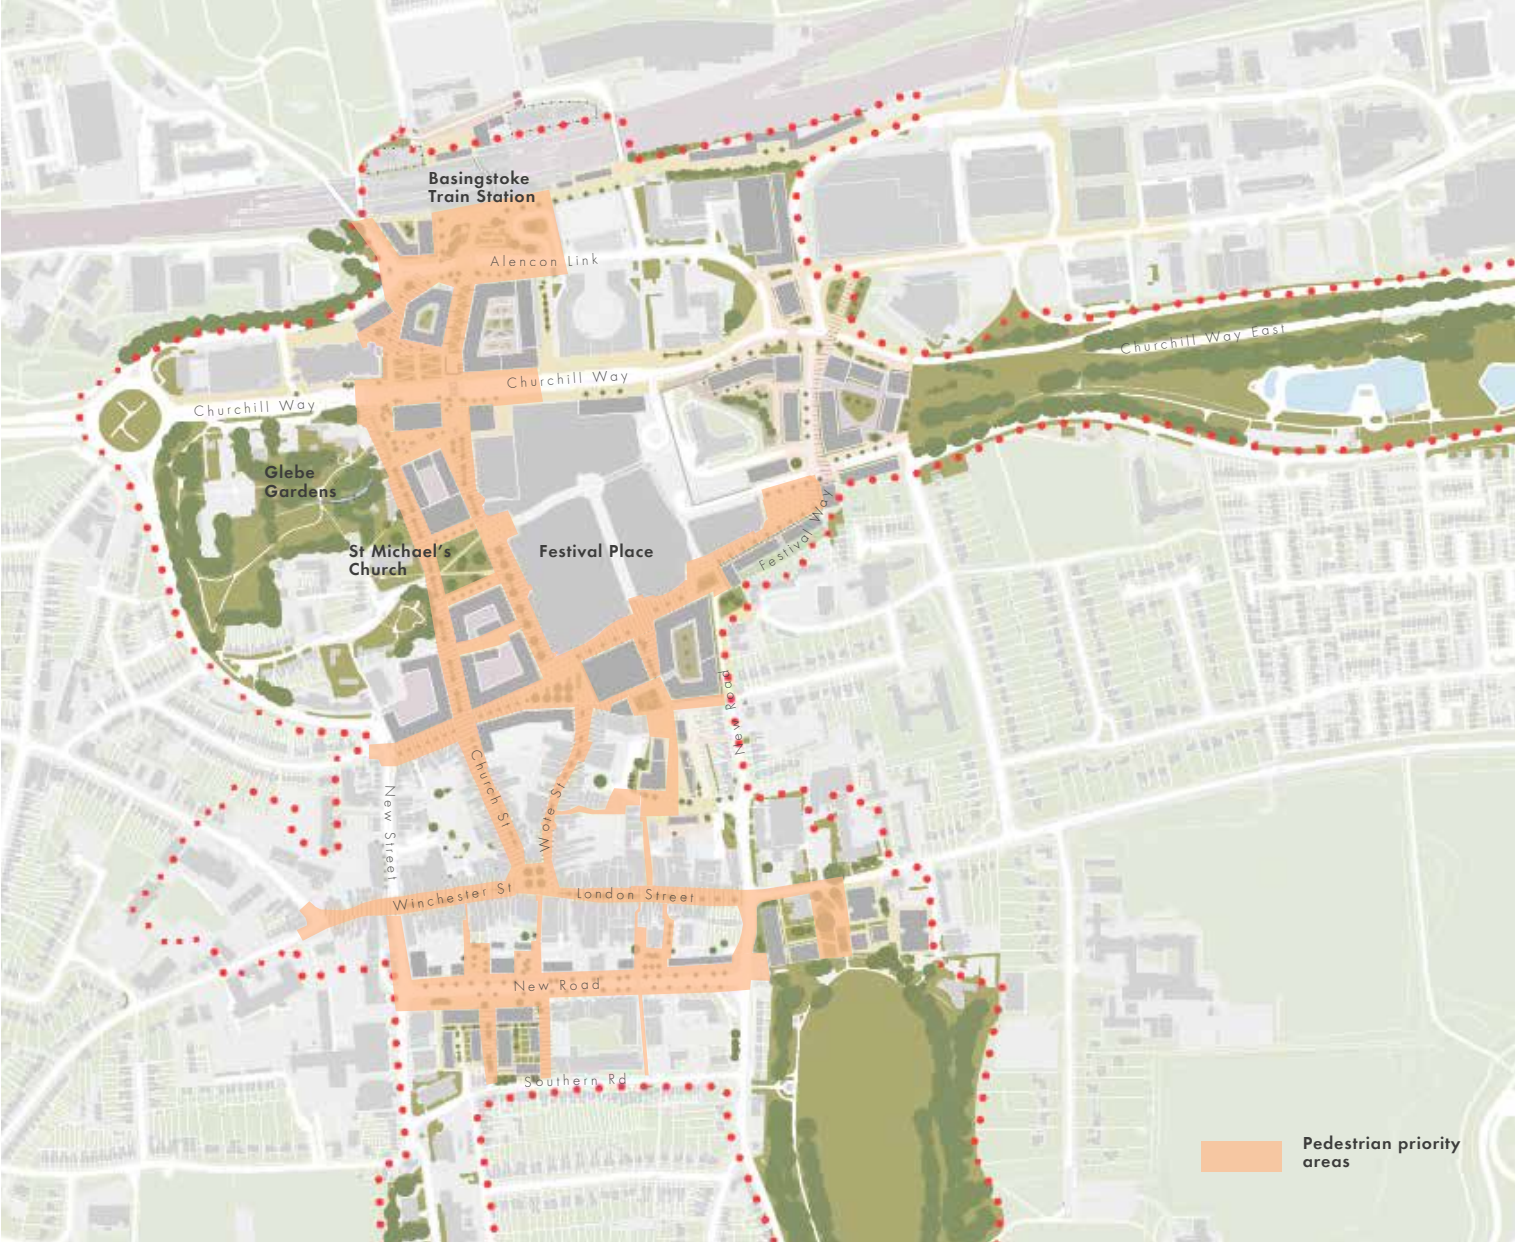 Basingstoke
Train Station
Alencon Link
Churchill Way East
Churchill Way
Churchill Way
Glebe
Gardens
St Michael's
Church
Festival Place
Festival Way
New Road
Church St
Wote St
New Street
Winchester St
London Street
New Road
Southern Rd
Pedestrian priority
areas